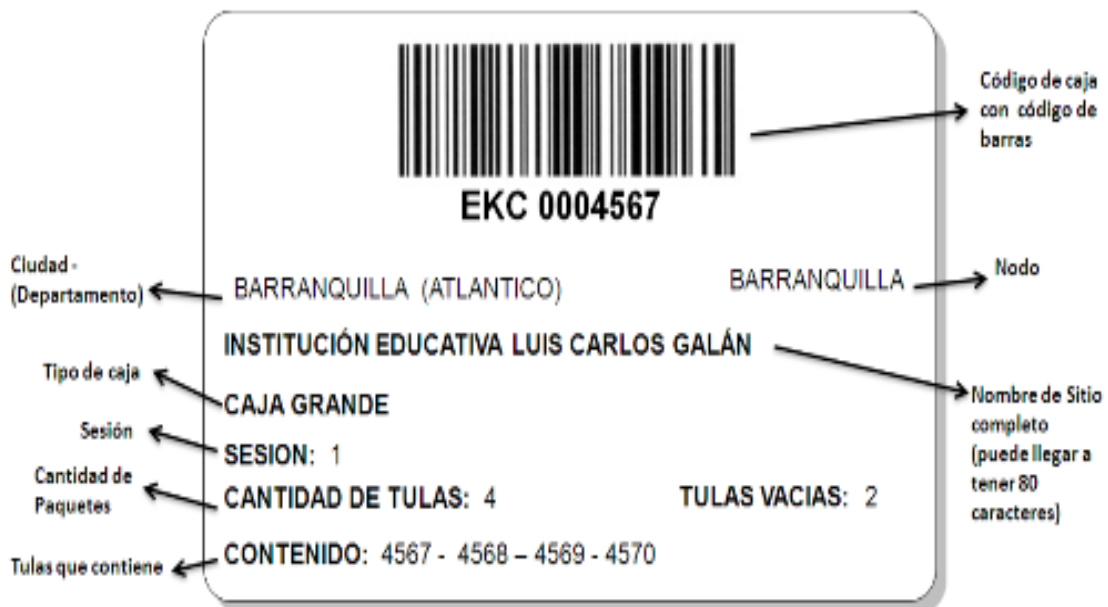 Código de caja
con código de
barras
EKC 0004567
Ciudad -
(Departamento)
BARRANQUILLA (ATLANTICO)
BARRANQUILLA
Nodo
INSTITUCIÓN EDUCATIVA LUIS CARLOS GALÁN
Nombre de Sitio
completo
(puede llegar a
tener 80
caracteres)
Tipo de caja
CAJA GRANDE
Sesión
SESION: 1
Cantidad de
Paquetes
CANTIDAD DE TULAS: 4
TULAS VACIAS: 2
Tulas que contiene
CONTENIDO: 4567 - 4568 – 4569 - 4570